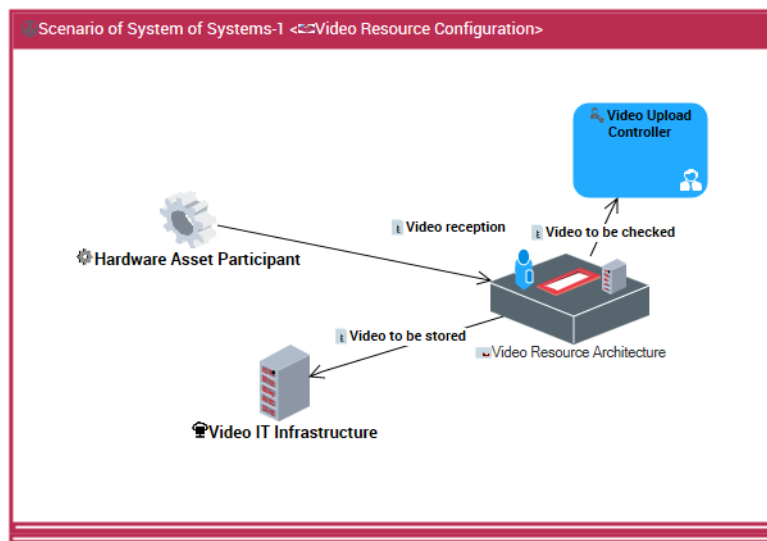 Scenario of System of Systems-1 <Video Resource Configuration>
Video Upload
Controller
Video reception
Video to be checked
Hardware Asset Participant
Video to be stored
Video Resource Architecture
Video IT Infrastructure